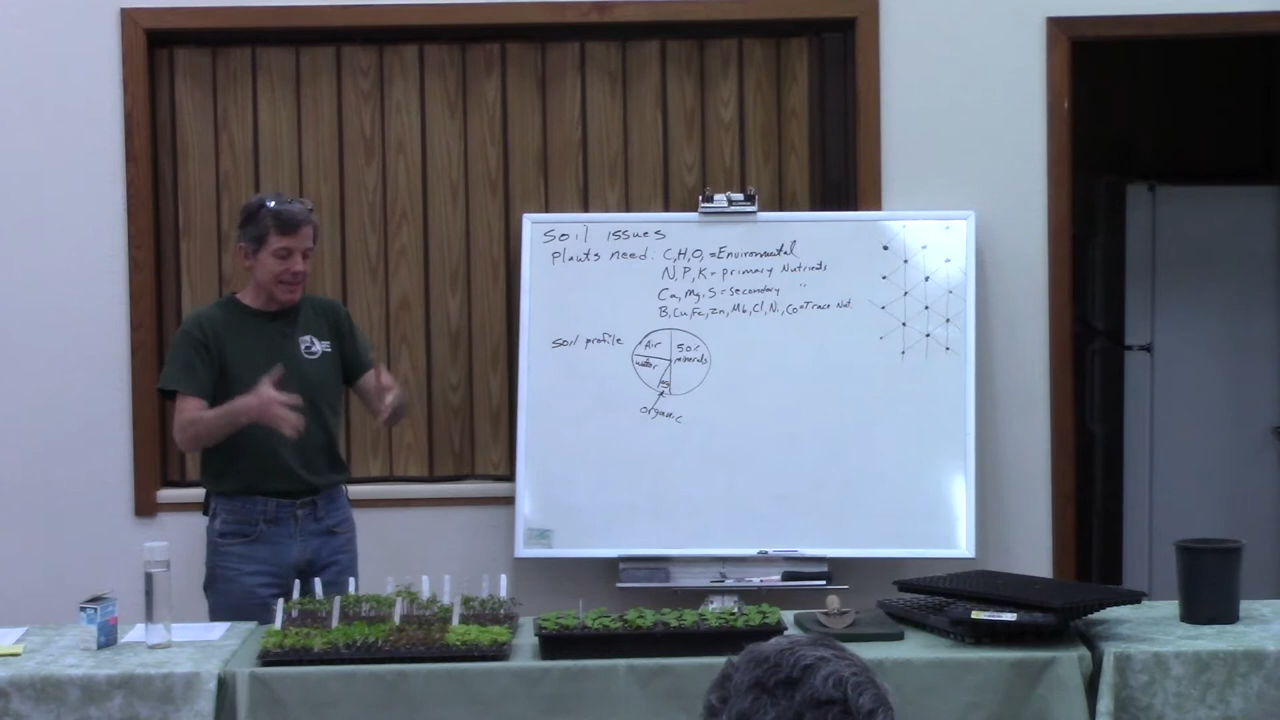 Soil issues
Plants need: C,H,O, = Environmental
N, P, K = primary Nutrients
Ca, Mg, S = Secondary "
B, Cu, Fe, Zn, Mb, Cl, Ni, Co = Trace Nut.
Soil profile
Air
50%
minerals
water
5%
organic